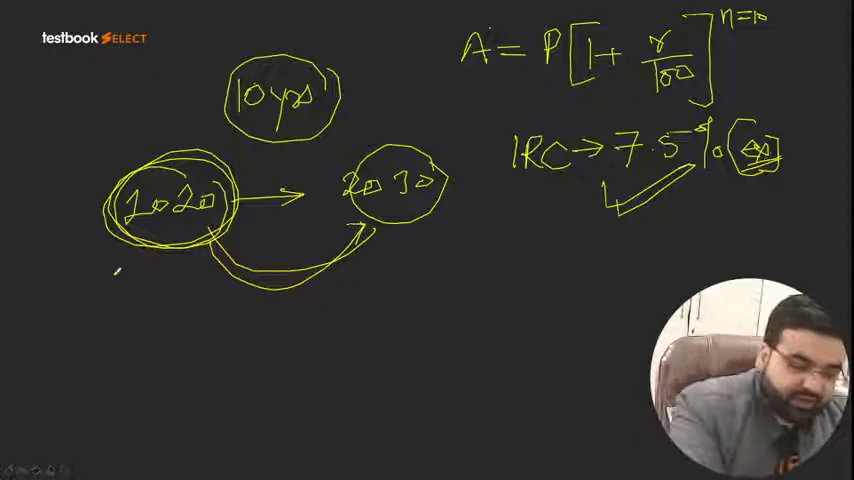 testbook SELECT
A = P[1 + r/100]^n=10
10 yrs
IRC → 7.5%
2020 → 2030